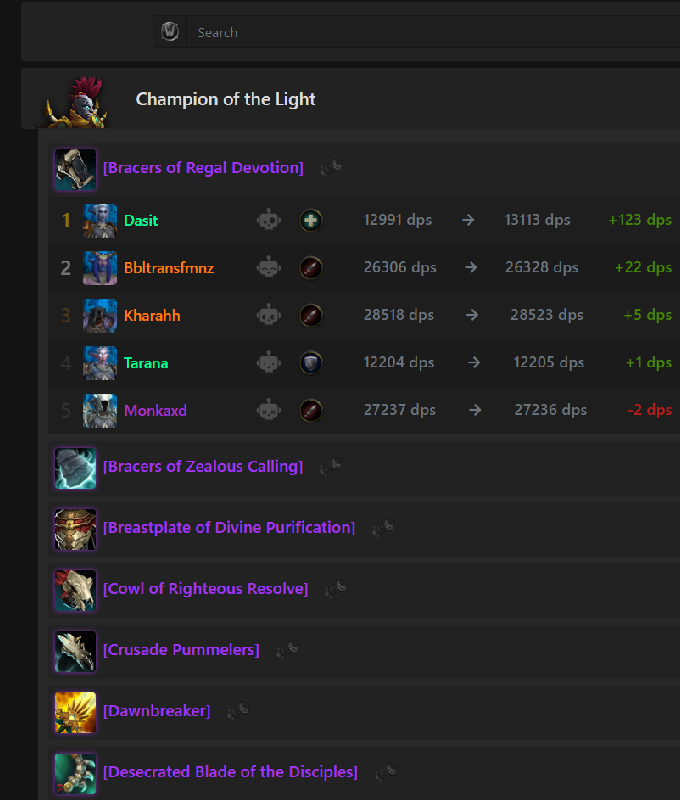 Search
Champion of the Light
[Bracers of Regal Devotion]
1 Dasit 12991 dps → 13113 dps +123 dps
2 Bbltransfmnz 26306 dps → 26328 dps +22 dps
3 Kharahh 28518 dps → 28523 dps +5 dps
4 Tarana 12204 dps → 12205 dps +1 dps
5 Monkaxd 27237 dps → 27236 dps -2 dps
[Bracers of Zealous Calling]
[Breastplate of Divine Purification]
[Cowl of Righteous Resolve]
[Crusade Pummelers]
[Dawnbreaker]
[Desecrated Blade of the Disciples]